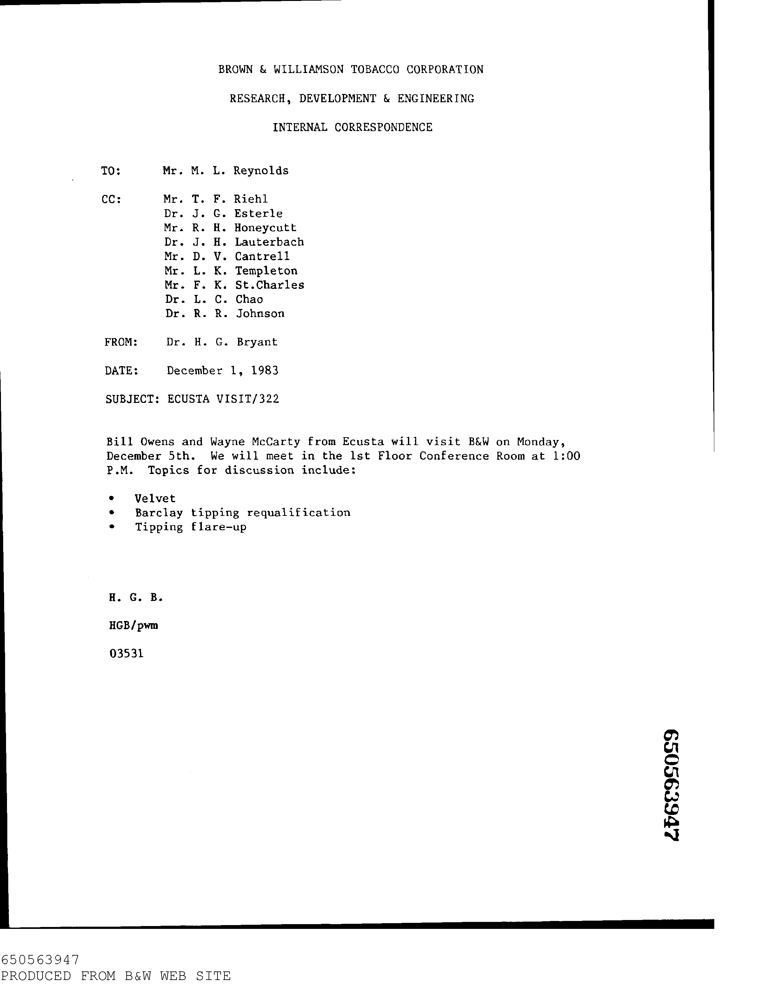 BROWN & WILLIAMSON TOBACCO CORPORATION
RESEARCH, DEVELOPMENT & ENGINEERING
INTERNAL CORRESPONDENCE
TO: Mr. M. L. Reynolds
CC: Mr. T. F. Riehl
Dr. J. G. Esterle
Mr. R. H. Honeycutt
Dr. J. H. Lauterbach
Mr. D. V. Cantrell
Mr. L. K. Templeton
Mr. F. K. St.Charles
Dr. L. C. Chao
Dr. R. R. Johnson
FROM: Dr. H. G. Bryant
DATE: December 1, 1983
SUBJECT: ECUSTA VISIT/322
Bill Owens and Wayne McCarty from Ecusta will visit B&W on Monday,
December 5th. We will meet in the 1st Floor Conference Room at 1:00
P.M. Topics for discussion include:
• Velvet
• Barclay tipping requalification
• Tipping flare-up
H. G. B.
HGB/pwm
03531
650563947
650563947
PRODUCED FROM B&W WEB SITE